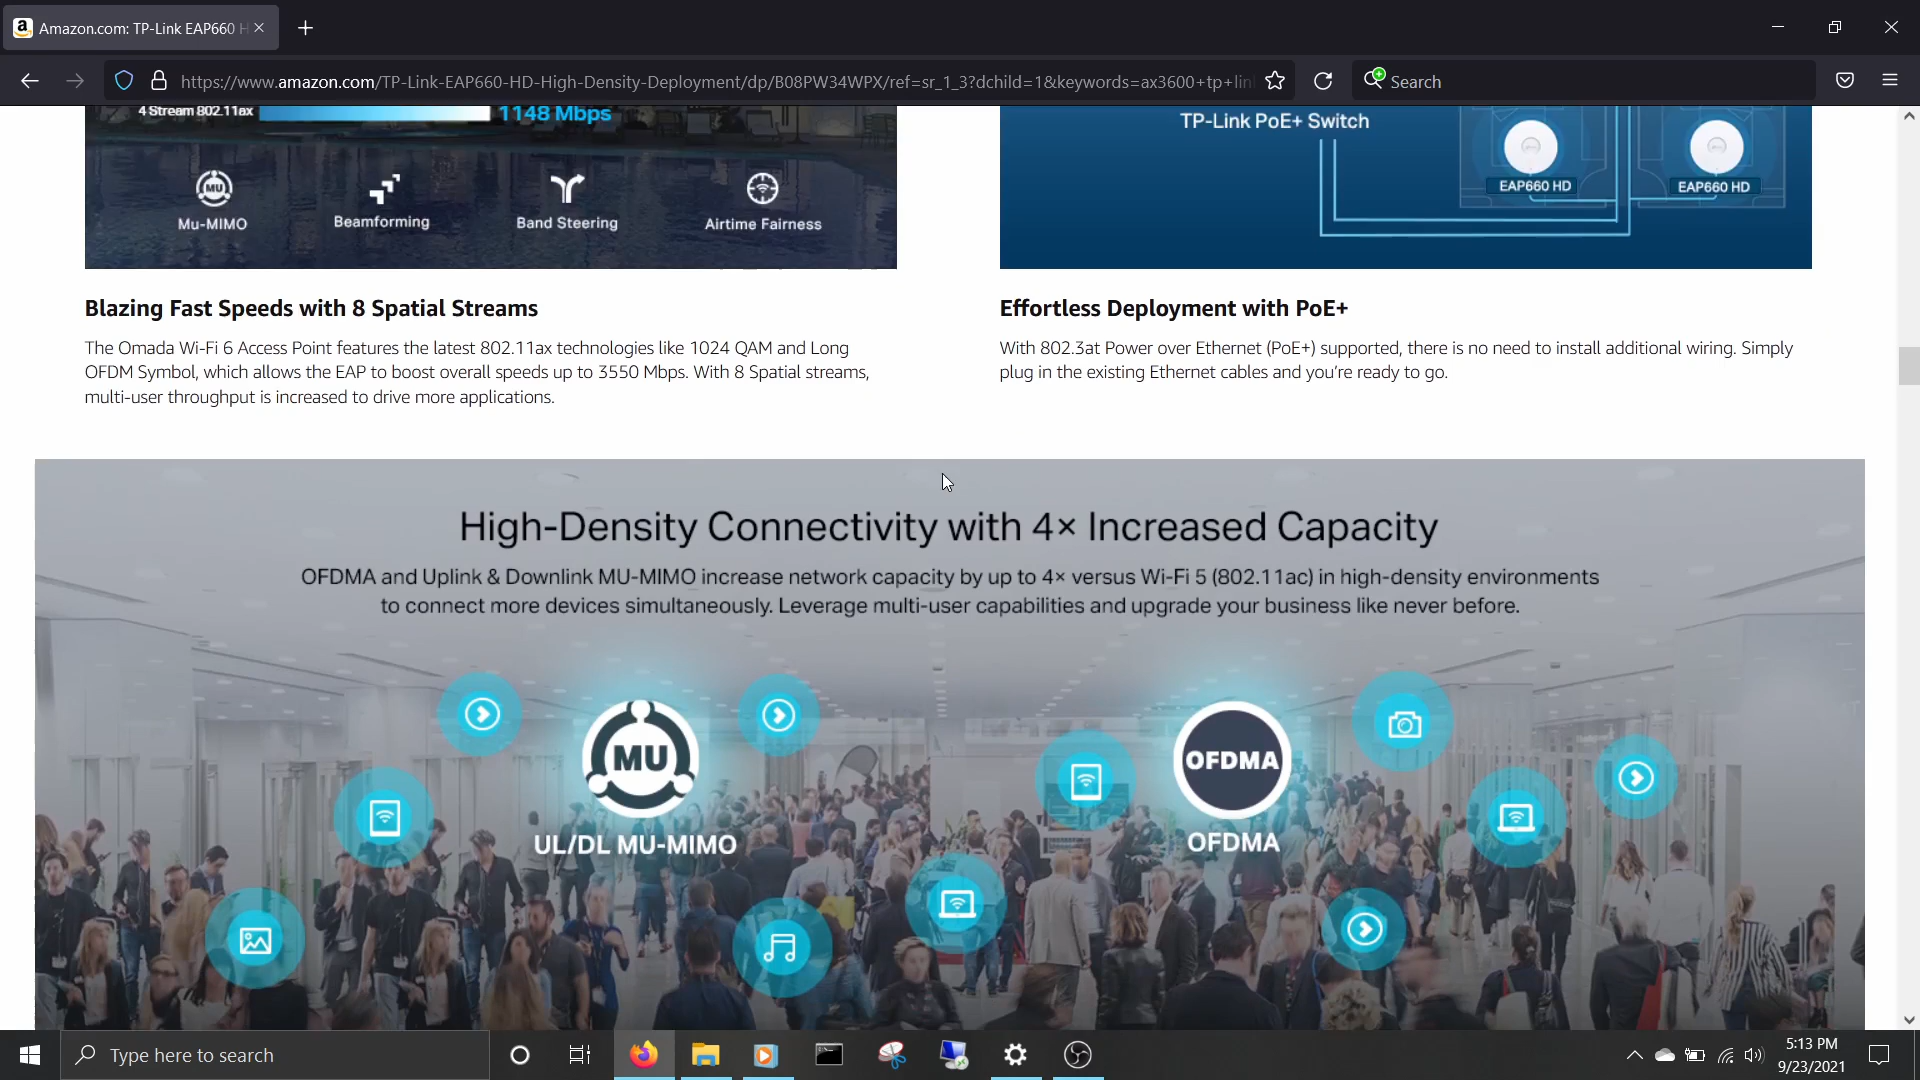 Amazon.com: TP-Link EAP660 H
https://www.amazon.com/TP-Link-EAP660-HD-High-Density-Deployment/dp/B08PW34WPX/ref=sr_1_3?dchild=1&keywords=ax3600+tp+lin
Search
4 Stream 802.11ax
1148 Mbps
Mu-MIMO
Beamforming
Band Steering
Airtime Fairness
TP-Link PoE+ Switch
EAP660 HD
EAP660 HD
Blazing Fast Speeds with 8 Spatial Streams
The Omada Wi-Fi 6 Access Point features the latest 802.11ax technologies like 1024 QAM and Long
OFDM Symbol, which allows the EAP to boost overall speeds up to 3550 Mbps. With 8 Spatial streams,
multi-user throughput is increased to drive more applications.
Effortless Deployment with PoE+
With 802.3at Power over Ethernet (PoE+) supported, there is no need to install additional wiring. Simply
plug in the existing Ethernet cables and you're ready to go.
High-Density Connectivity with 4× Increased Capacity
OFDMA and Uplink & Downlink MU-MIMO increase network capacity by up to 4× versus Wi-Fi 5 (802.11ac) in high-density environments
to connect more devices simultaneously. Leverage multi-user capabilities and upgrade your business like never before.
MU
UL/DL MU-MIMO
OFDMA
OFDMA
Type here to search
5:13 PM
9/23/2021